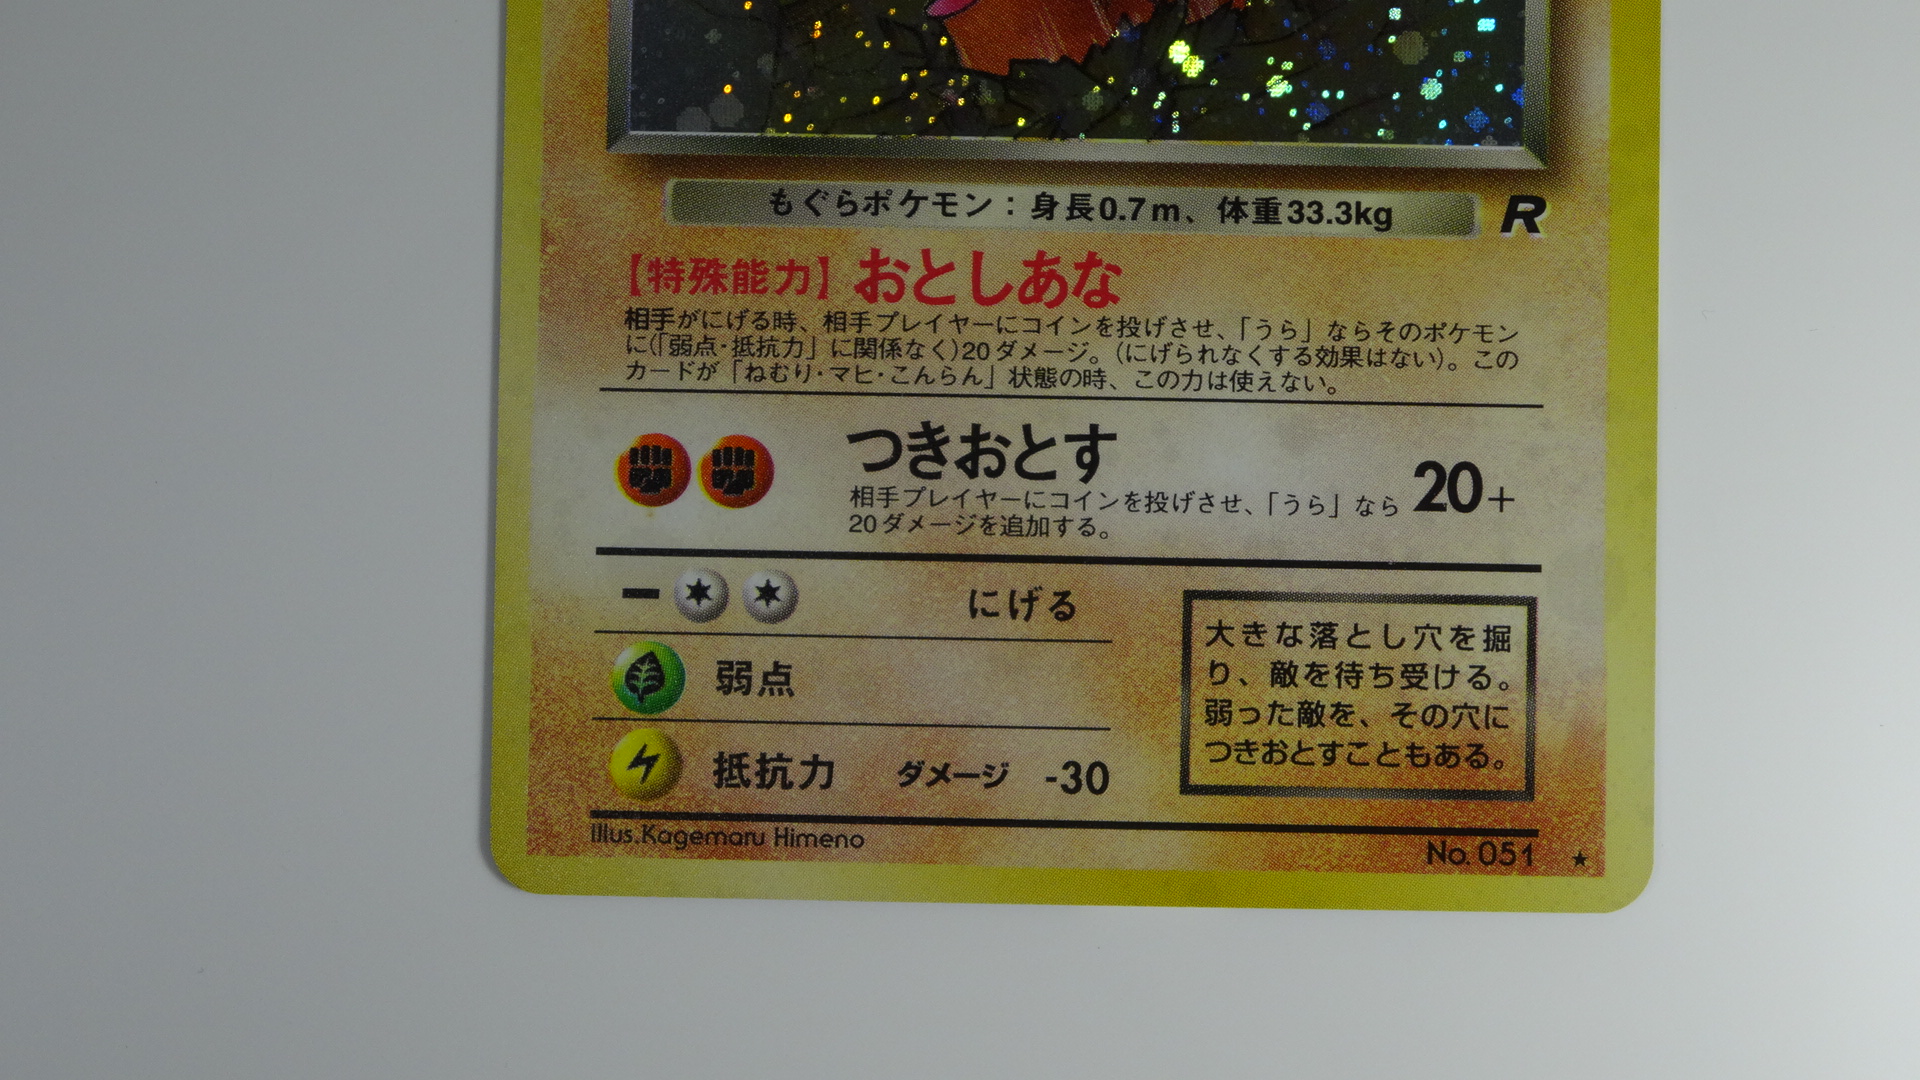 もぐらポケモン：身長0.7m、体重33.3kg
R
【特殊能力】おとしあな
相手がにげる時、相手プレイヤーにコインを投げさせ、「うら」ならそのポケモン
に(「弱点・抵抗力」に関係なく)20ダメージ。(にげられなくする効果はない)。この
カードが「ねむり・マヒ・こんらん」状態の時、この力は使えない。
つきおとす
相手プレイヤーにコインを投げさせ、「うら」なら
20ダメージを追加する。
20+
にげる
弱点
抵抗力 ダメージ -30
大きな落とし穴を掘
り、敵を待ち受ける。
弱った敵を、その穴に
つきおとすこともある。
Illus.Kagemaru Himeno
No. 051 ★